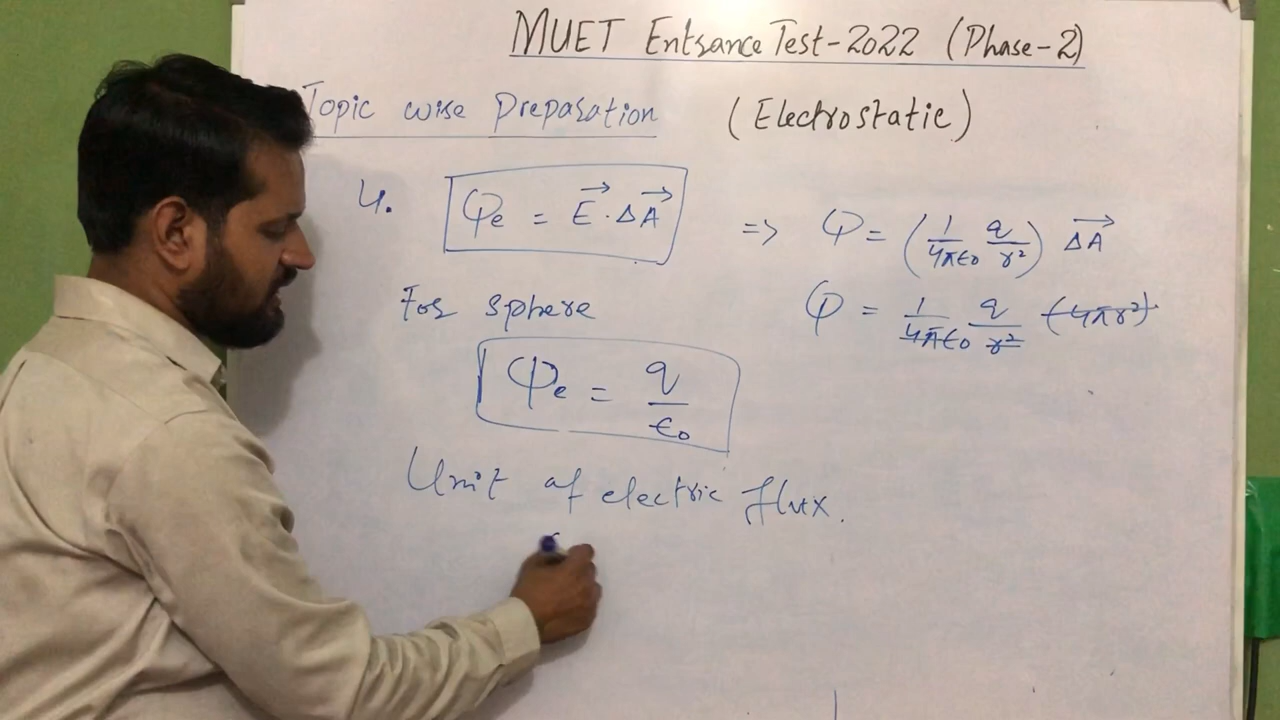 MUET Entrance Test-2022 (Phase-2)
Topic wise Preparation (Electrostatic)
4. φe = E⃗ . ΔA⃗ => φ = (1/4πε0 q/r²) ΔA⃗
For sphere φ = 1/4πε0 q/r² (4πr²)
φe = q/ε0
Unit of electric flux.